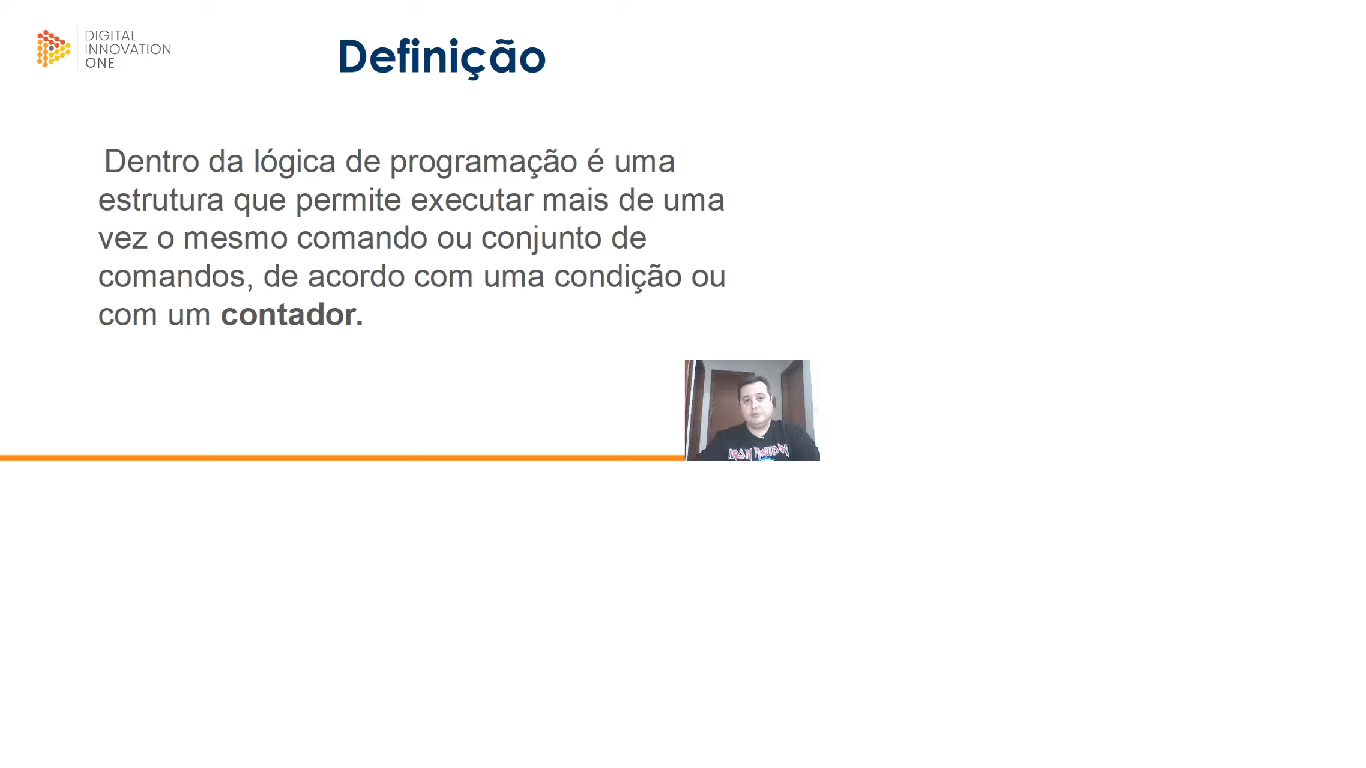 DIGITAL
INNOVATION
ONE
Definição
Dentro da lógica de programação é uma
estrutura que permite executar mais de uma
vez o mesmo comando ou conjunto de
comandos, de acordo com uma condição ou
com um contador.
IRON MAIDEN